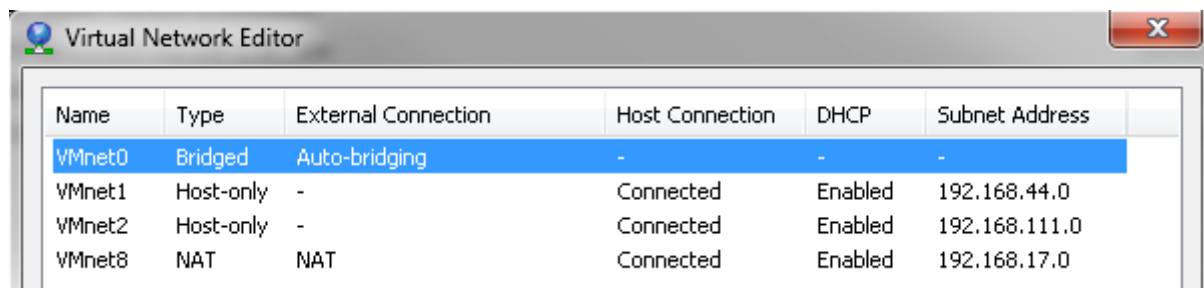 Virtual Network Editor
Name Type External Connection Host Connection DHCP Subnet Address
VMnet0 Bridged Auto-bridging - - -
VMnet1 Host-only - Connected Enabled 192.168.44.0
VMnet2 Host-only - Connected Enabled 192.168.111.0
VMnet8 NAT NAT Connected Enabled 192.168.17.0